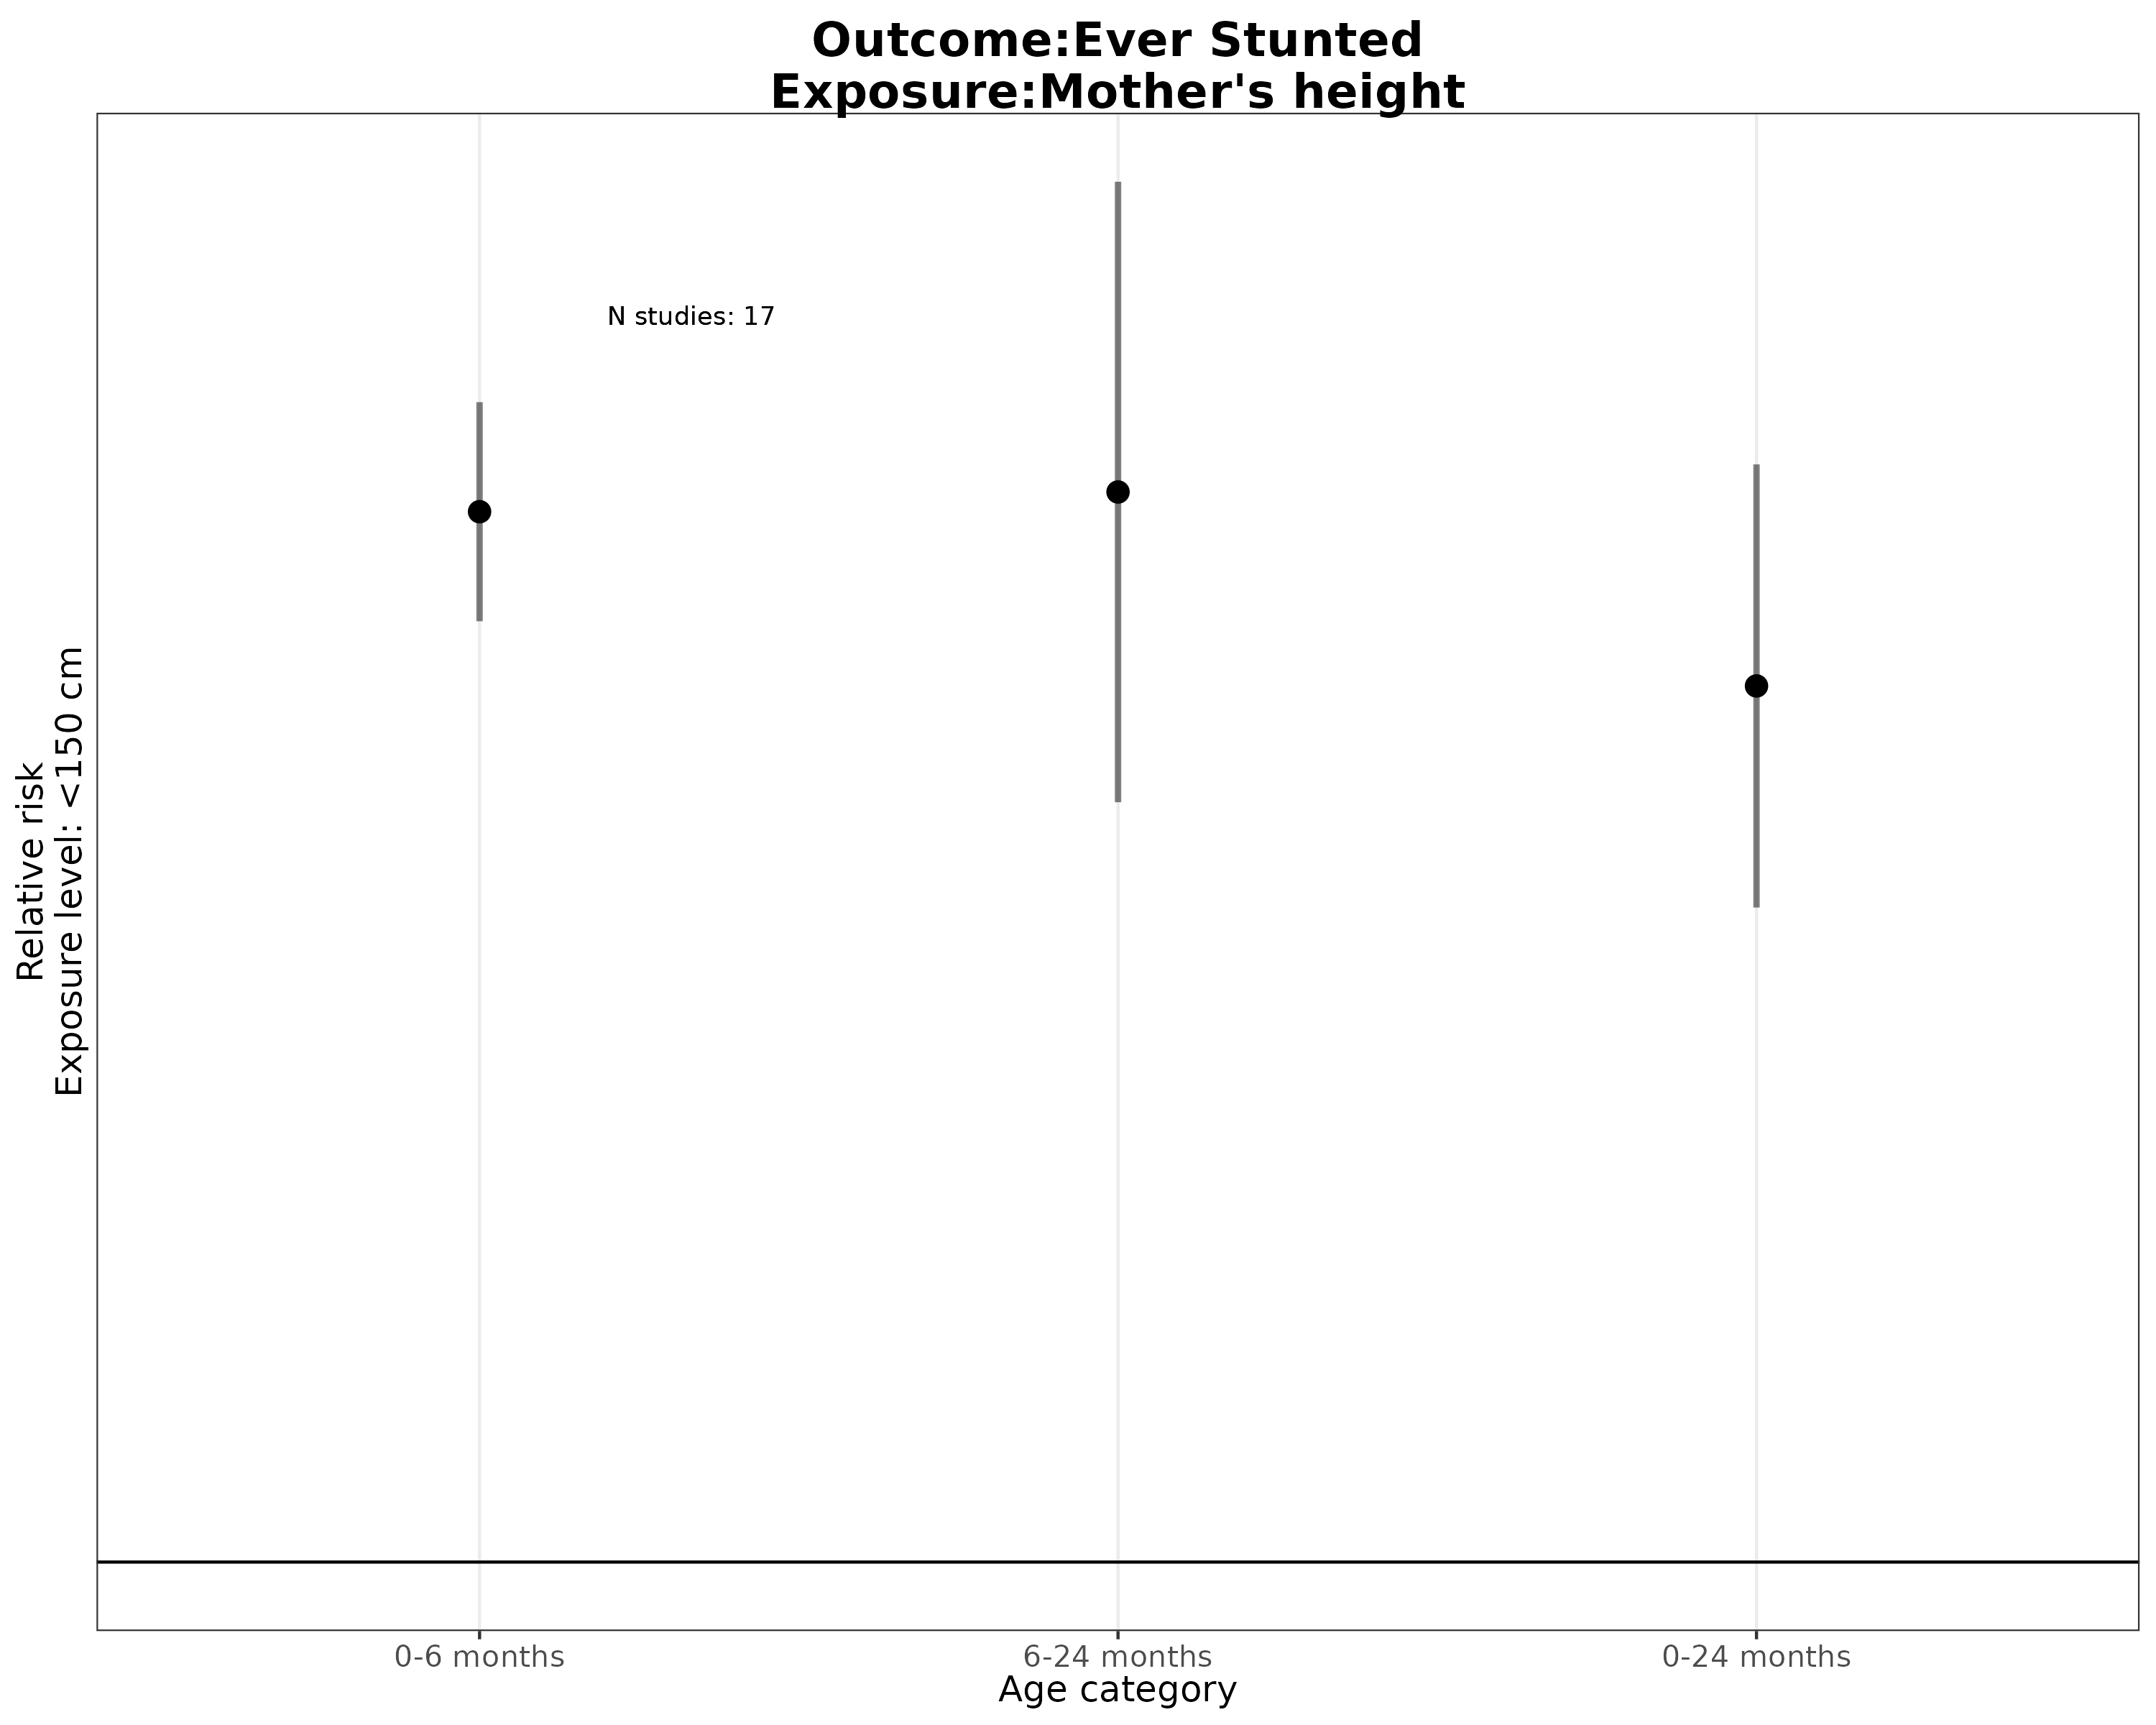 Outcome:Ever Stunted
Exposure:Mother's height
N studies: 17
Relative risk
Exposure level: <150 cm
0-6 months
6-24 months
0-24 months
Age category